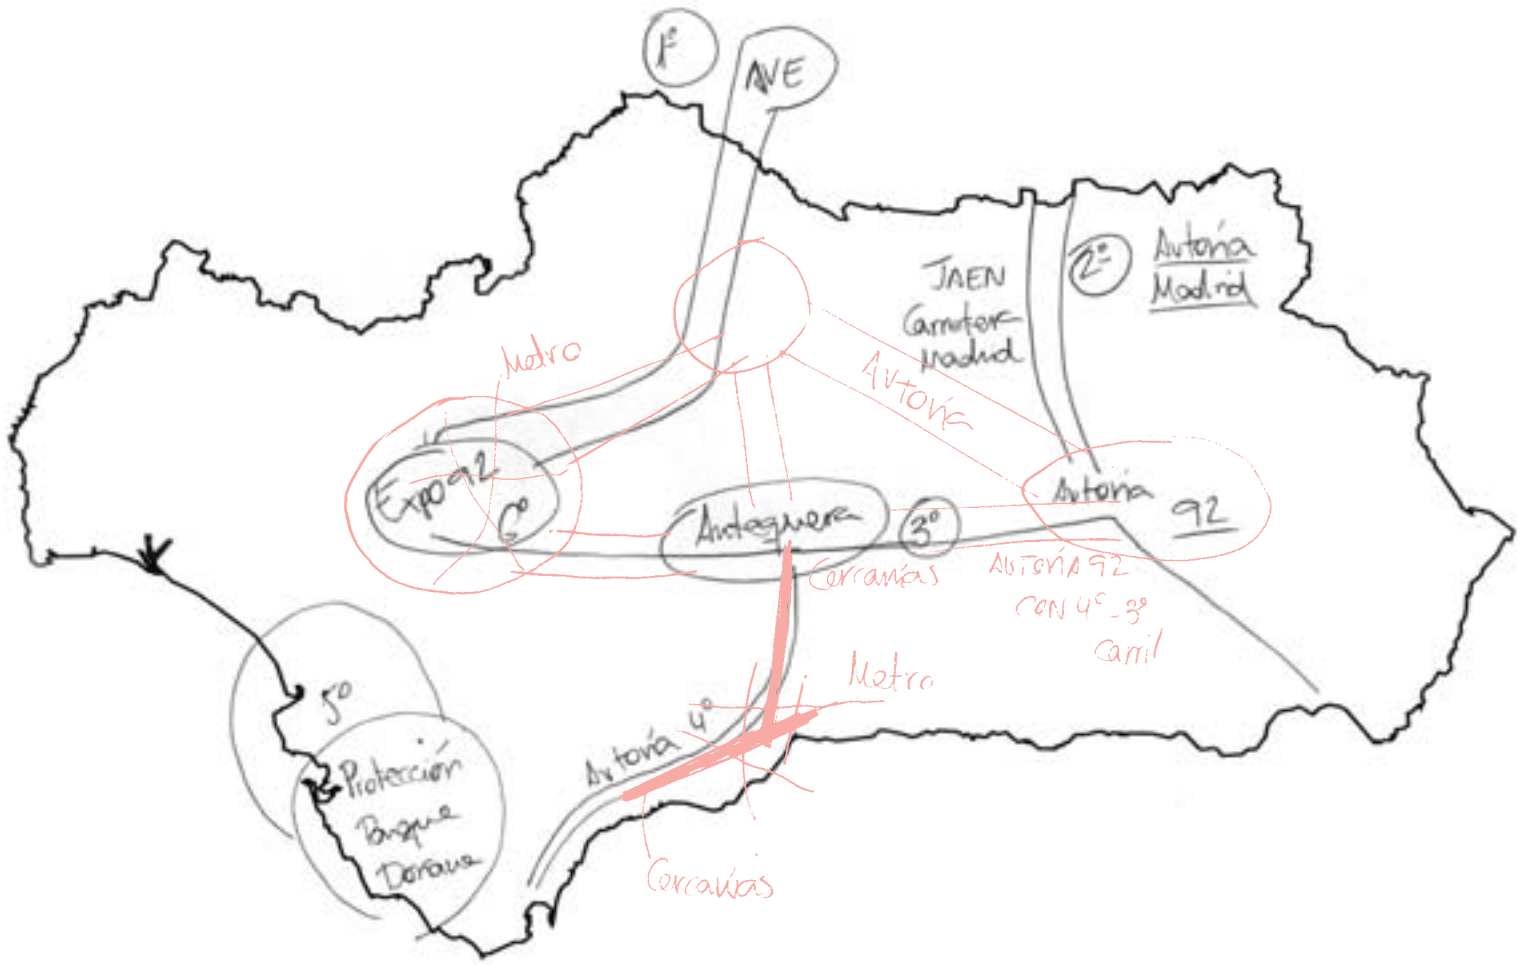 1º
AVE
JAEN
Carretera
Madrid
2º
Autovía
Madrid
Metro
Autovía
Expo 92
6º
Antequera
3º
Autovía
92
Cercanías
AUTOVÍA 92
CON 4º-3º
Carril
Metro
5º
Autovía 4º
Protección
Parque
Donana
Cercanías